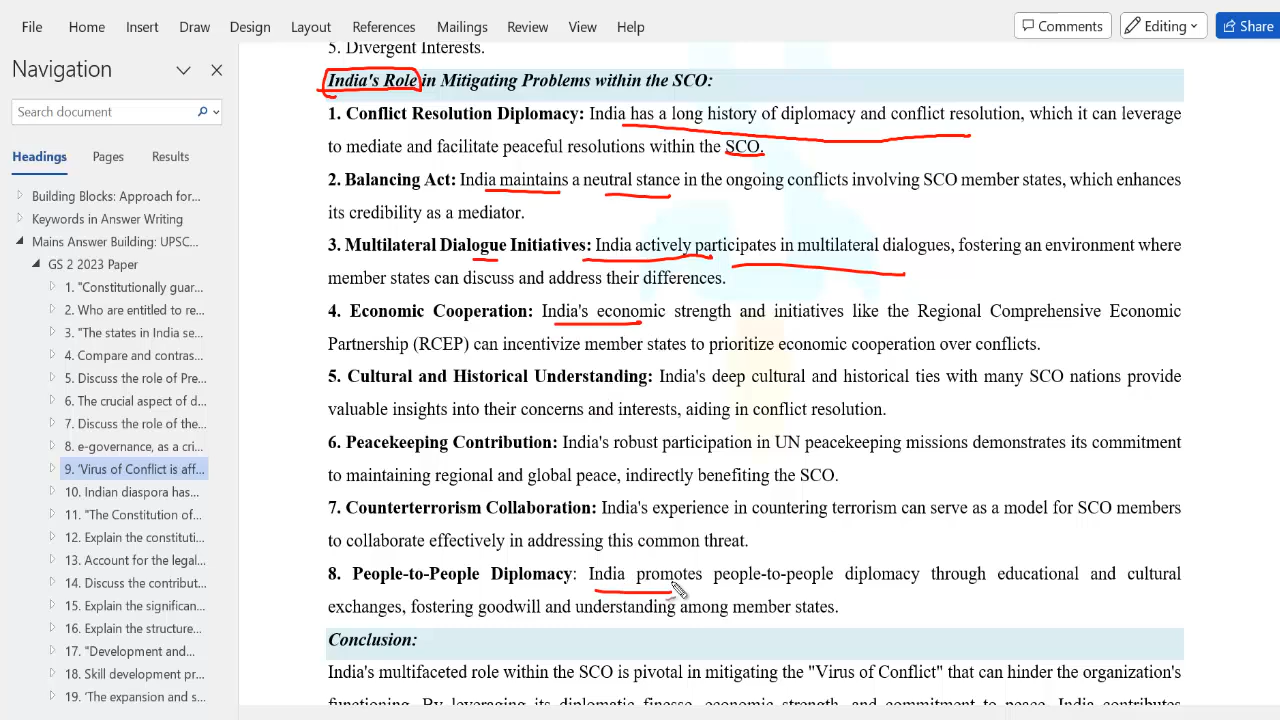 File Home Insert Draw Design Layout References Mailings Review View Help Comments Editing Share
Navigation
Search document
Headings Pages Results
Building Blocks: Approach for...
Keywords in Answer Writing
Mains Answer Building: UPSC...
GS 2 2023 Paper
1. "Constitutionally guar...
2. Who are entitled to re...
3. "The states in India se...
4. Compare and contras...
5. Discuss the role of Pre...
6. The crucial aspect of d...
7. Discuss the role of the...
8. e-governance, as a cri...
9. ‘Virus of Conflict is aff...
10. Indian diaspora has...
11. "The Constitution of...
12. Explain the constituti...
13. Account for the legal...
14. Discuss the contribut...
15. Explain the significan...
16. Explain the structure...
17. "Development and...
18. Skill development pr...
19. ‘The expansion and s...
5. Divergent Interests.
India's Role in Mitigating Problems within the SCO:
1. Conflict Resolution Diplomacy: India has a long history of diplomacy and conflict resolution, which it can leverage
to mediate and facilitate peaceful resolutions within the SCO.
2. Balancing Act: India maintains a neutral stance in the ongoing conflicts involving SCO member states, which enhances
its credibility as a mediator.
3. Multilateral Dialogue Initiatives: India actively participates in multilateral dialogues, fostering an environment where
member states can discuss and address their differences.
4. Economic Cooperation: India's economic strength and initiatives like the Regional Comprehensive Economic
Partnership (RCEP) can incentivize member states to prioritize economic cooperation over conflicts.
5. Cultural and Historical Understanding: India's deep cultural and historical ties with many SCO nations provide
valuable insights into their concerns and interests, aiding in conflict resolution.
6. Peacekeeping Contribution: India's robust participation in UN peacekeeping missions demonstrates its commitment
to maintaining regional and global peace, indirectly benefiting the SCO.
7. Counterterrorism Collaboration: India's experience in countering terrorism can serve as a model for SCO members
to collaborate effectively in addressing this common threat.
8. People-to-People Diplomacy: India promotes people-to-people diplomacy through educational and cultural
exchanges, fostering goodwill and understanding among member states.
Conclusion:
India's multifaceted role within the SCO is pivotal in mitigating the "Virus of Conflict" that can hinder the organization's
functioning. By leveraging its diplomatic finesse, economic strength, and commitment to peace, India contributes